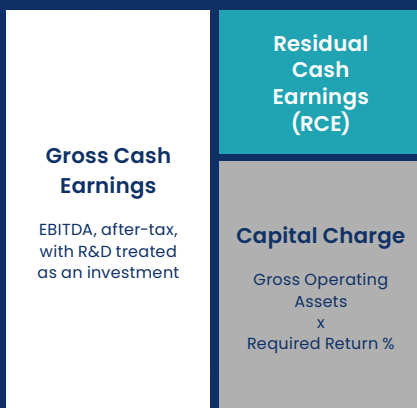 Gross Cash
Earnings
EBITDA, after-tax,
with R&D treated
as an investment
Residual
Cash
Earnings
(RCE)
Capital Charge
Gross Operating
Assets
x
Required Return %